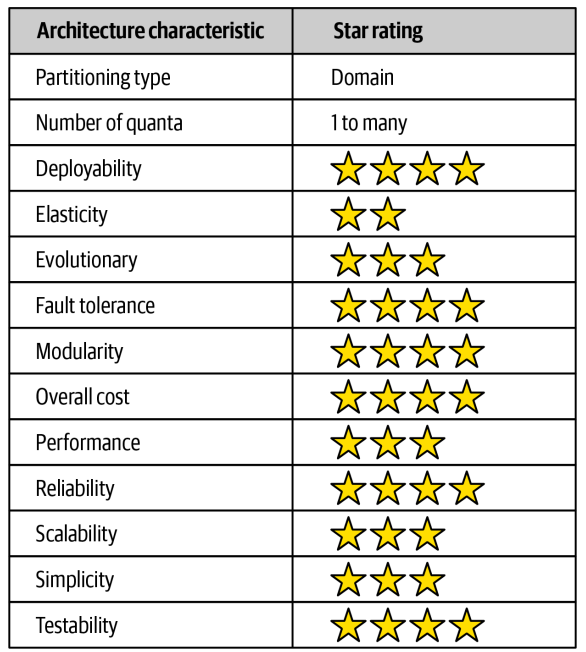 Architecture characteristic Star rating
Partitioning type Domain
Number of quanta 1 to many
Deployability
Elasticity
Evolutionary
Fault tolerance
Modularity
Overall cost
Performance
Reliability
Scalability
Simplicity
Testability